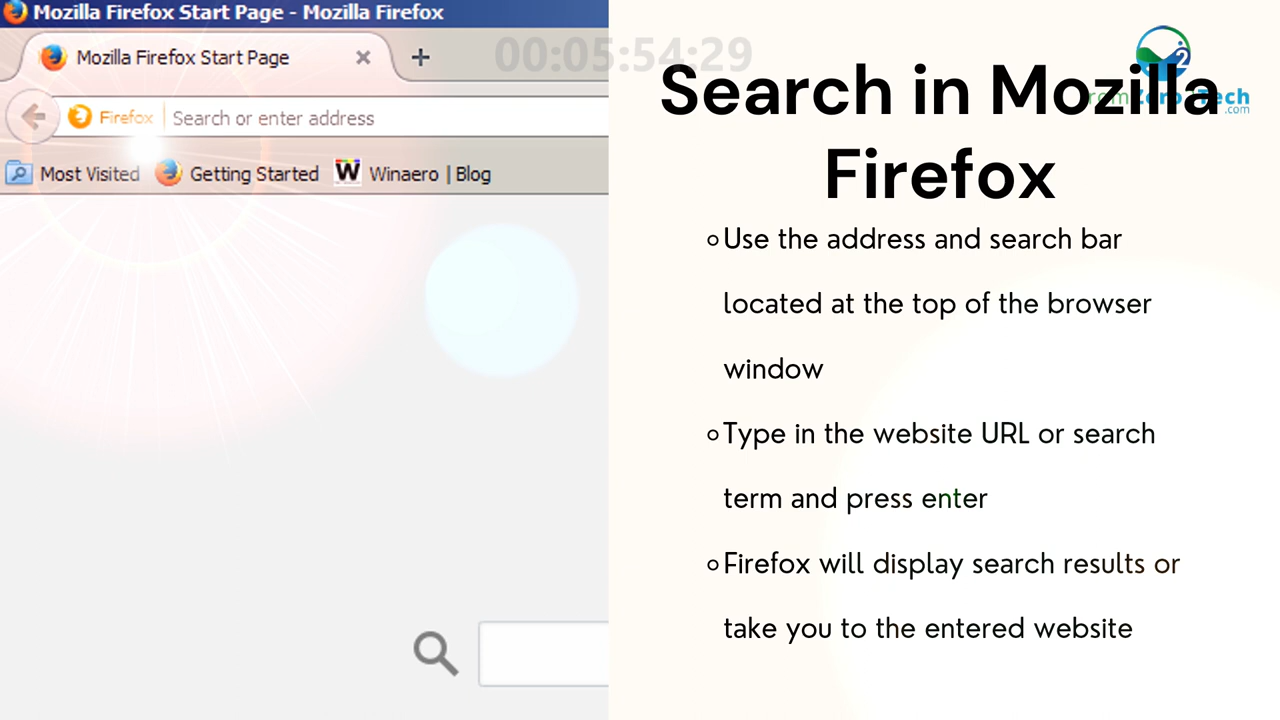 Mozilla Firefox Start Page - Mozilla Firefox
Mozilla Firefox Start Page
Firefox
Search or enter address
Most Visited
Getting Started
Winaero | Blog
00:05:54:29
Search in Mozilla
Firefox
Use the address and search bar
located at the top of the browser
window
Type in the website URL or search
term and press enter
Firefox will display search results or
take you to the entered website
2
Tech
.com